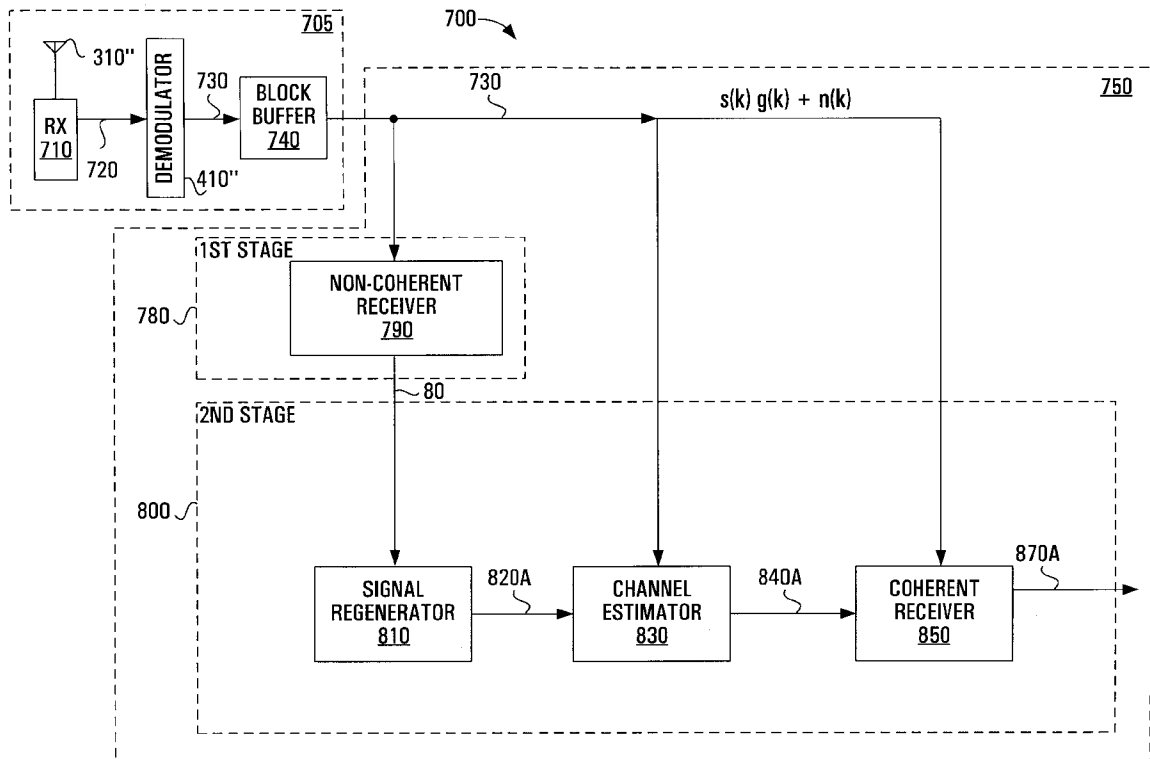 705
700
310"
DEMODULATOR
730
BLOCK
BUFFER
740
730
s(k) g(k) + n(k)
750
RX
710
720
410"
1ST STAGE
NON-COHERENT
RECEIVER
790
780
80
2ND STAGE
800
SIGNAL
REGENERATOR
810
820A
CHANNEL
ESTIMATOR
830
840A
COHERENT
RECEIVER
850
870A